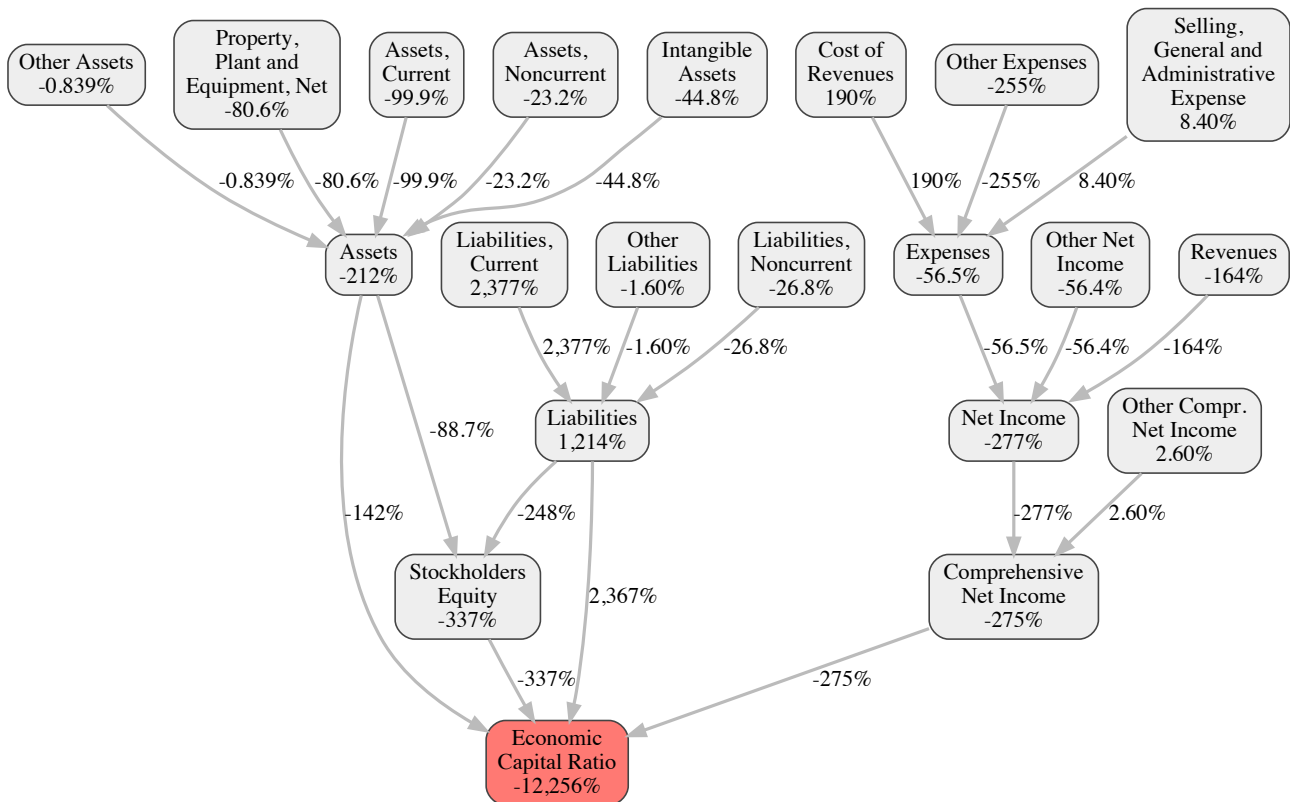 Other Assets
-0.839%
Property,
Plant and
Equipment, Net
-80.6%
Assets,
Current
-99.9%
Assets,
Noncurrent
-23.2%
Intangible
Assets
-44.8%
Cost of
Revenues
190%
Other Expenses
-255%
Selling,
General and
Administrative
Expense
8.40%
-0.839%
-80.6%
-99.9%
-23.2%
-44.8%
190%
-255%
8.40%
Assets
-212%
Liabilities,
Current
2,377%
Other
Liabilities
-1.60%
Liabilities,
Noncurrent
-26.8%
Expenses
-56.5%
Other Net
Income
-56.4%
Revenues
-164%
2,377%
-1.60%
-26.8%
-56.5%
-56.4%
-164%
-88.7%
Liabilities
1,214%
Net Income
-277%
Other Compr.
Net Income
2.60%
-142%
-248%
-277%
2.60%
Stockholders
Equity
-337%
2,367%
Comprehensive
Net Income
-275%
-337%
-275%
Economic
Capital Ratio
-12,256%